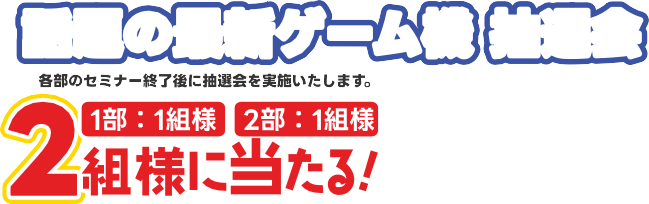 話題の最新ゲーム機 抽選会
各部のセミナー終了後に抽選会を実施いたします。
1部：1組様 2部：1組様
2組様に当たる!